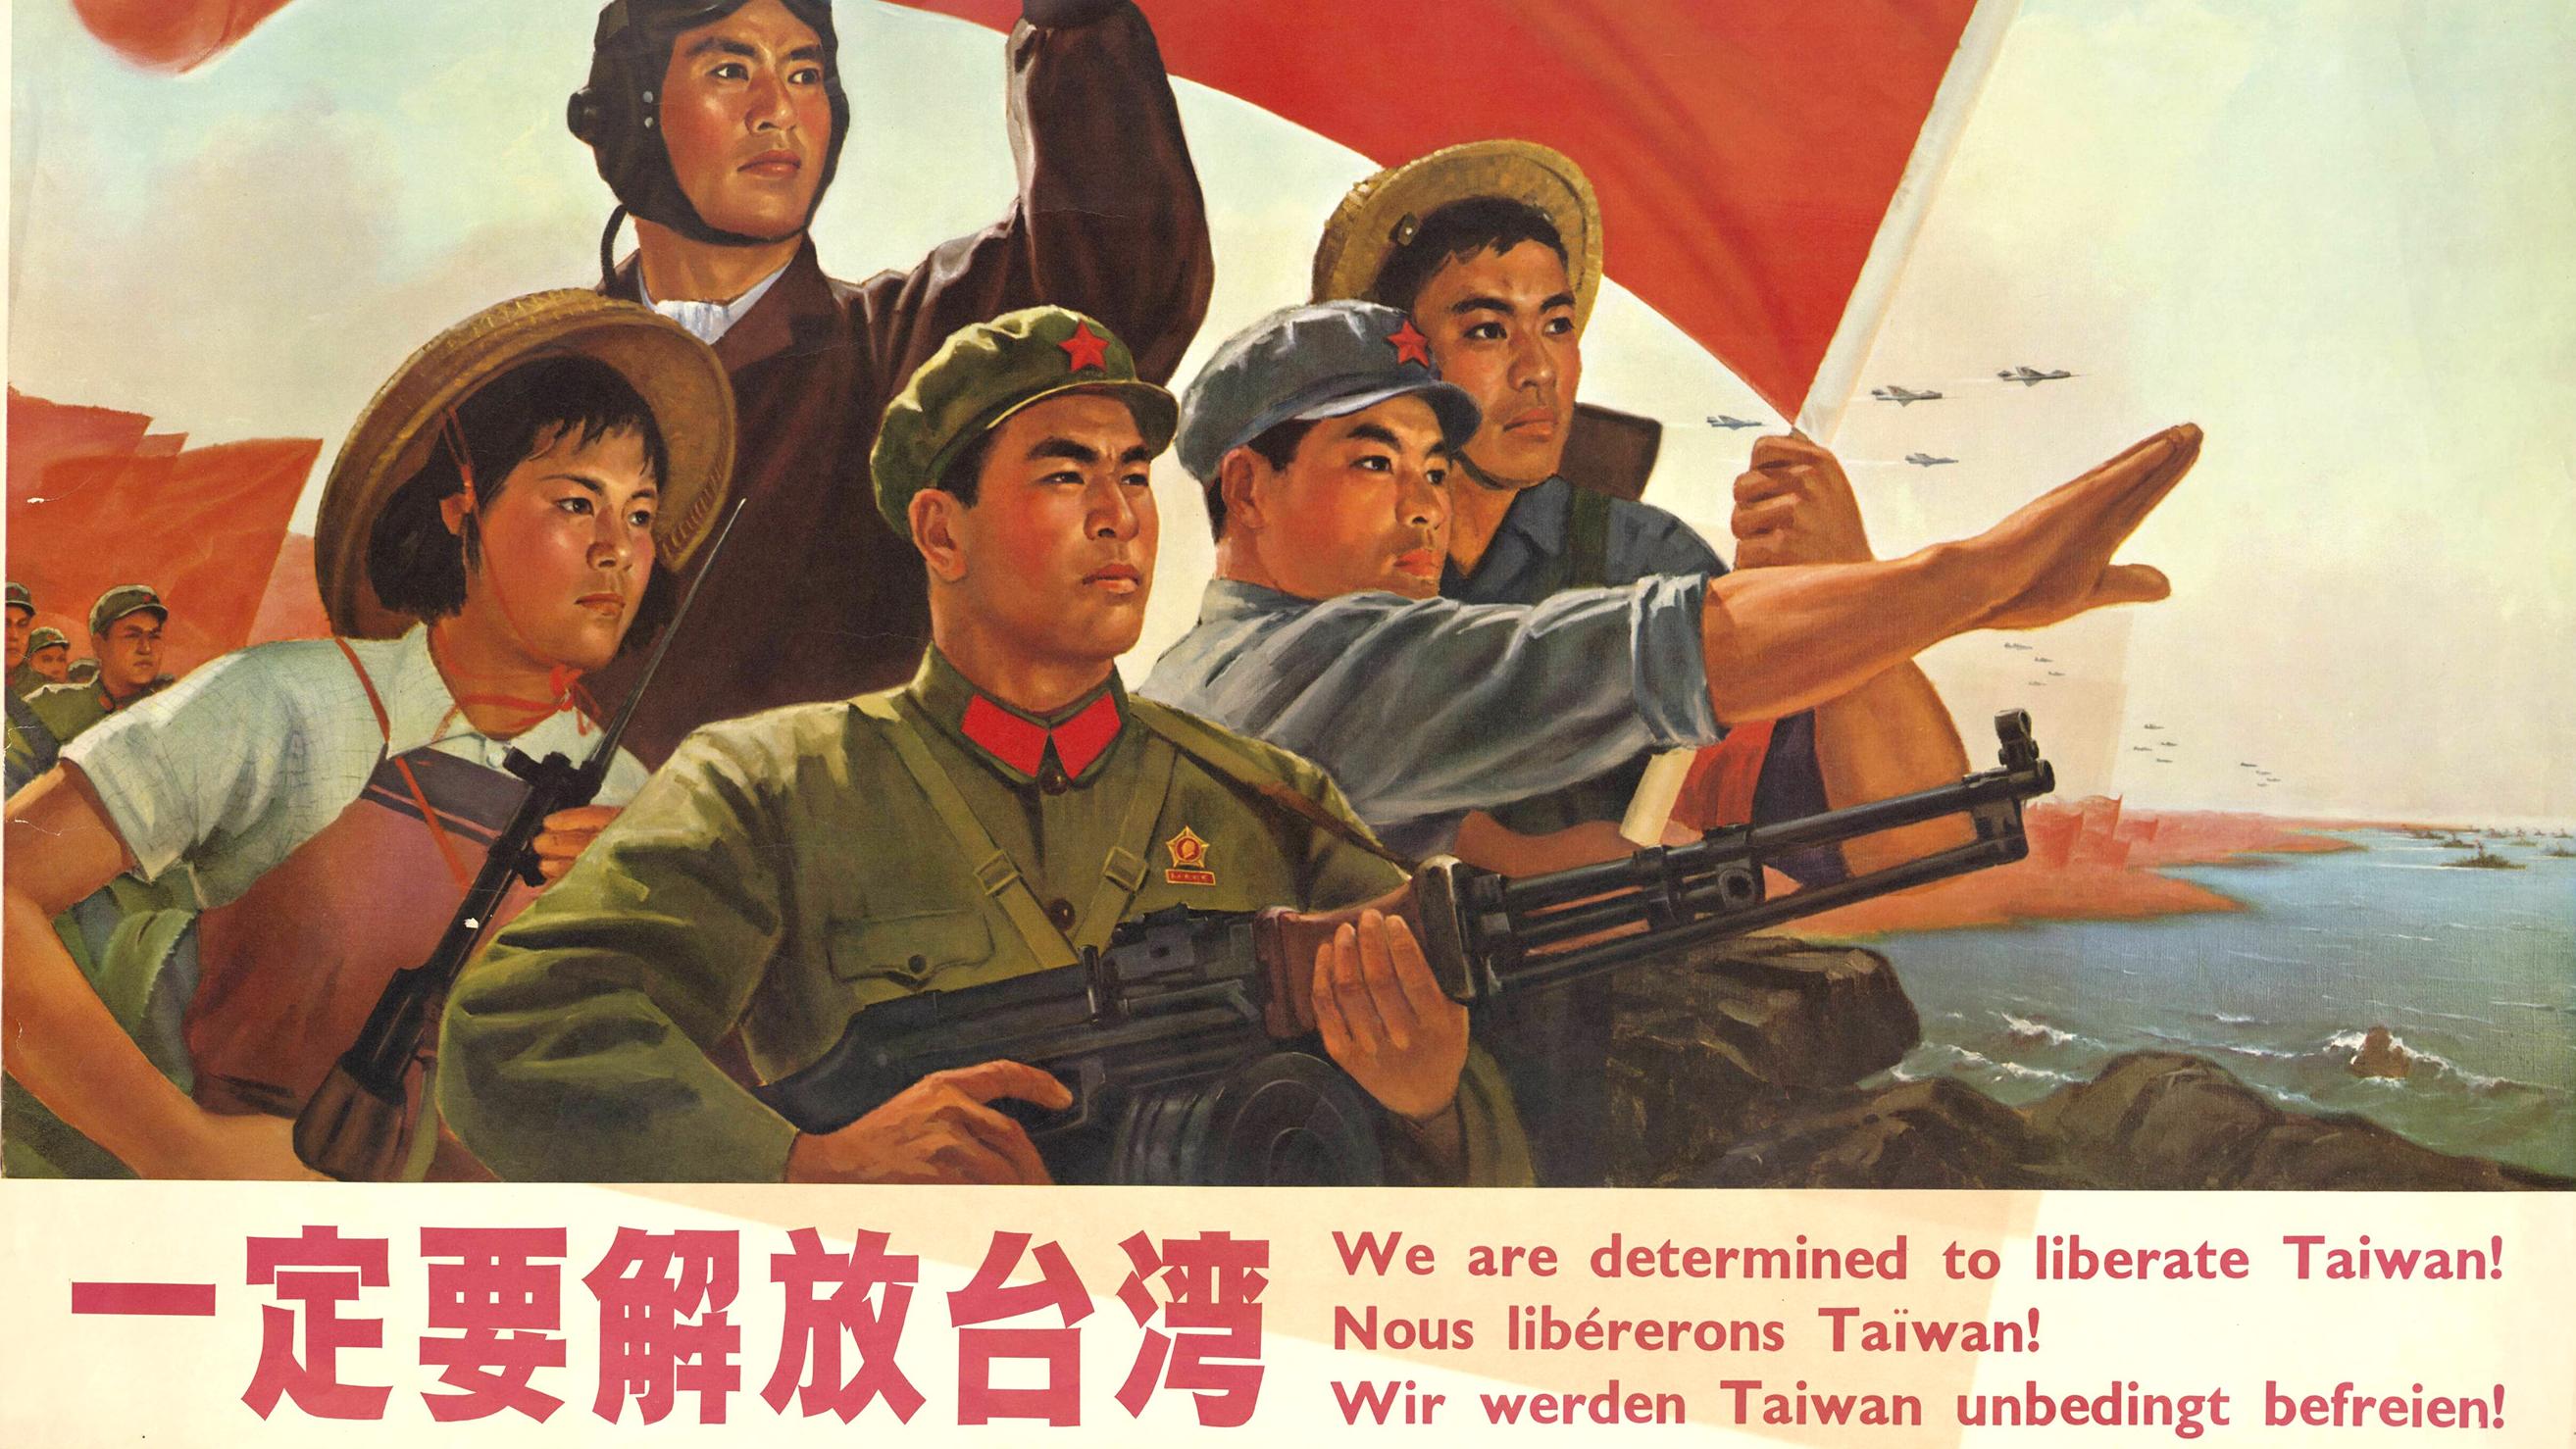 一定要解放台湾
We are determined to liberate Taiwan!
Nous libérerons Taïwan!
Wir werden Taiwan unbedingt befreien!